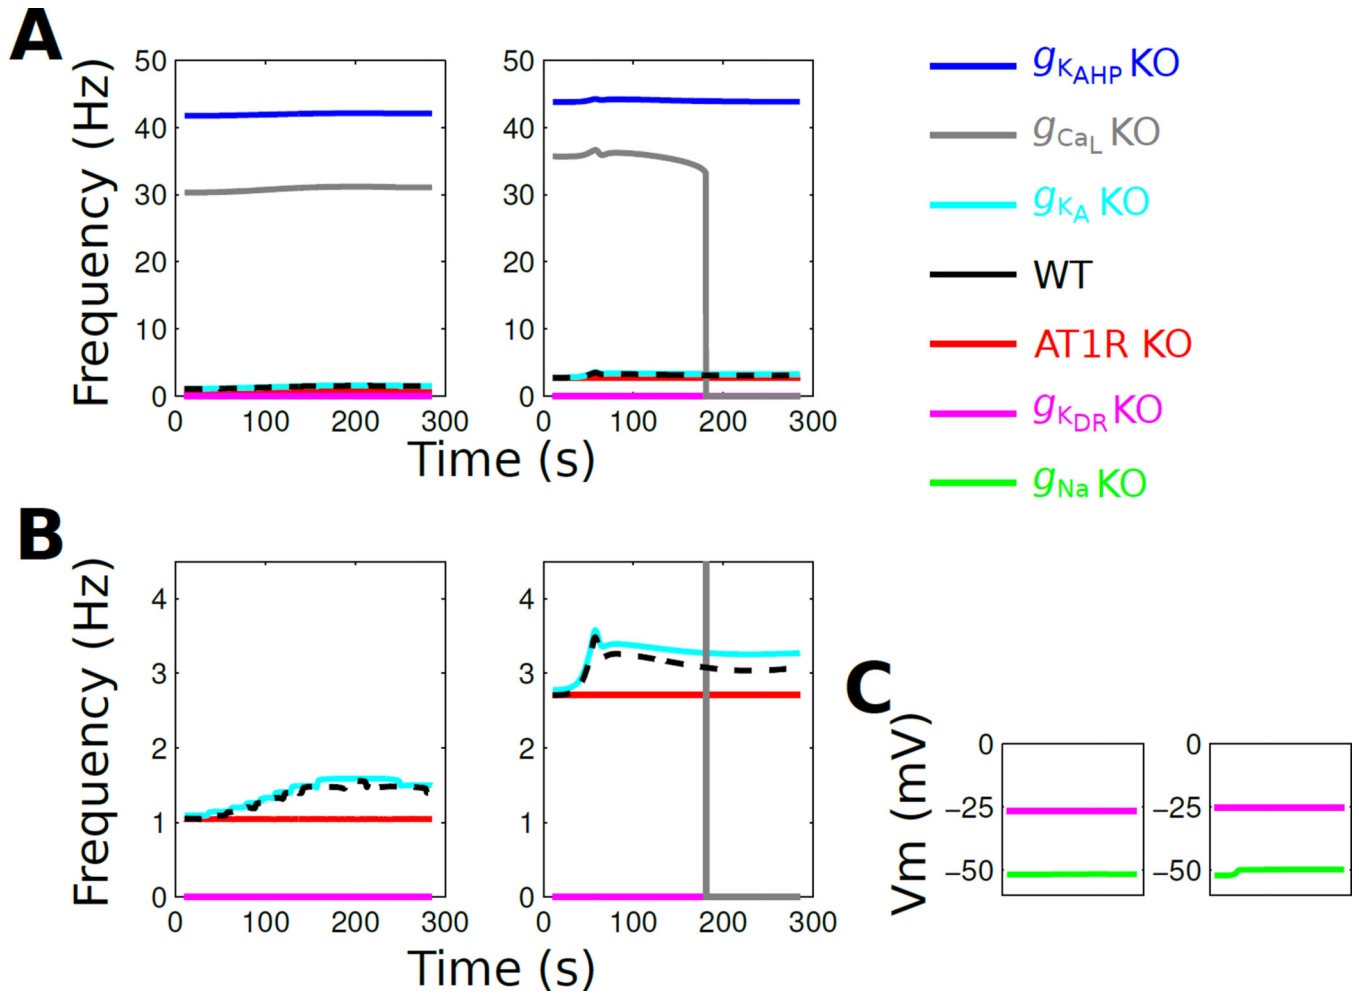 A
Frequency (Hz)
50
40
30
20
10
0
0 100 200 300
50
40
30
20
10
0
0 100 200 300
Time (s)
gKAHP KO
gCaL KO
gKA KO
WT
AT1R KO
gKDR KO
gNa KO
B
Frequency (Hz)
4
3
2
1
0
0 100 200 300
4
3
2
1
0
0 100 200 300
Time (s)
C
Vm (mV)
0
−25
−50
0
−25
−50